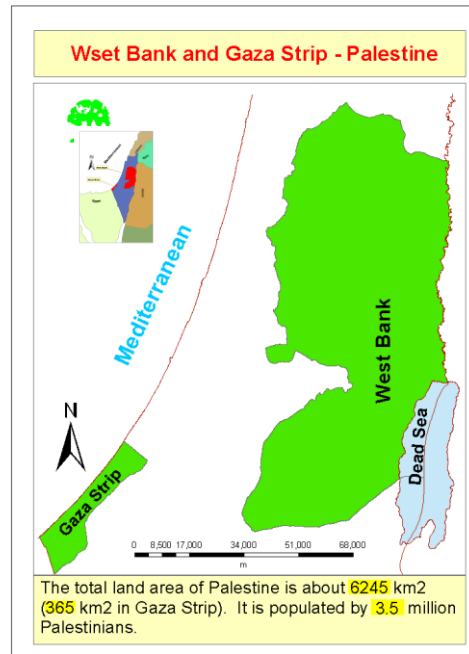 Wset Bank and Gaza Strip - Palestine
Mediterranean
Mediterranean
West Bank
Dead Sea
N
Gaza Strip
0 8,500 17,000 34,000 51,000 68,000
m
The total land area of Palestine is about 6245 km2
(365 km2 in Gaza Strip). It is populated by 3.5 million
Palestinians.